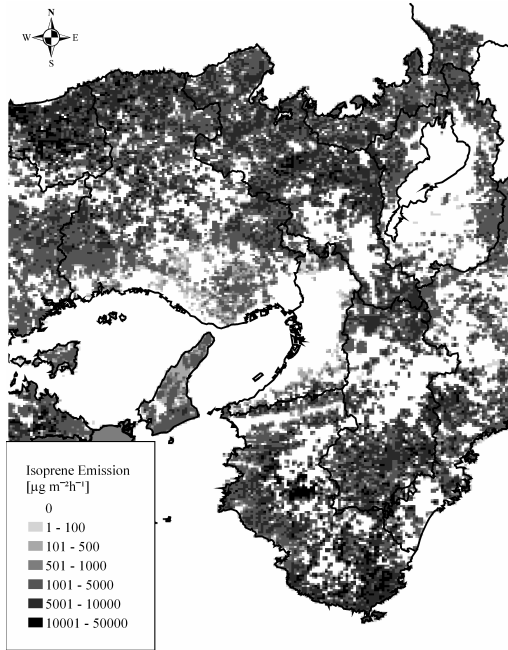 N
W E
S
Isoprene Emission
[µg m⁻²h⁻¹]
0
1 - 100
101 - 500
501 - 1000
1001 - 5000
5001 - 10000
10001 - 50000